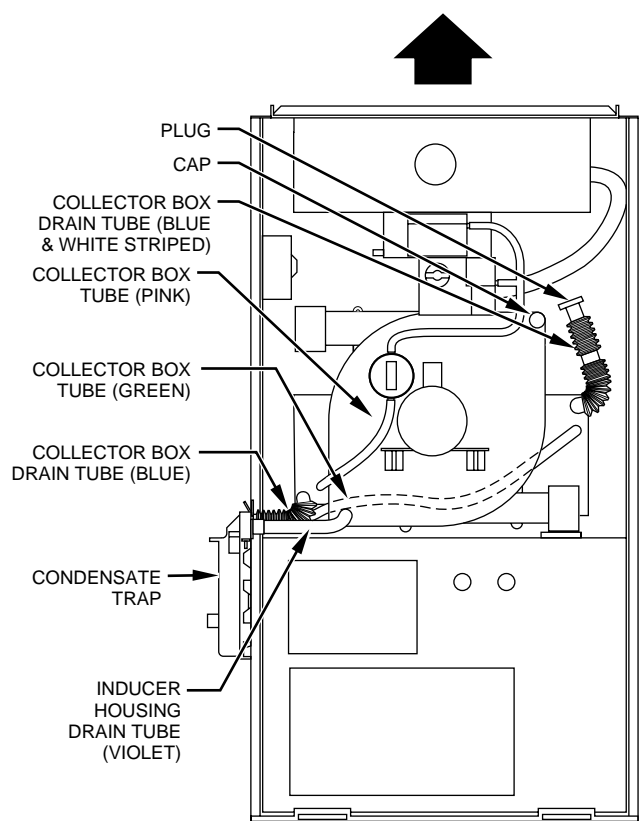 PLUG
CAP
COLLECTOR BOX
DRAIN TUBE (BLUE
& WHITE STRIPED)
COLLECTOR BOX
TUBE (PINK)
COLLECTOR BOX
TUBE (GREEN)
COLLECTOR BOX
DRAIN TUBE (BLUE)
CONDENSATE
TRAP
INDUCER
HOUSING
DRAIN TUBE
(VIOLET)